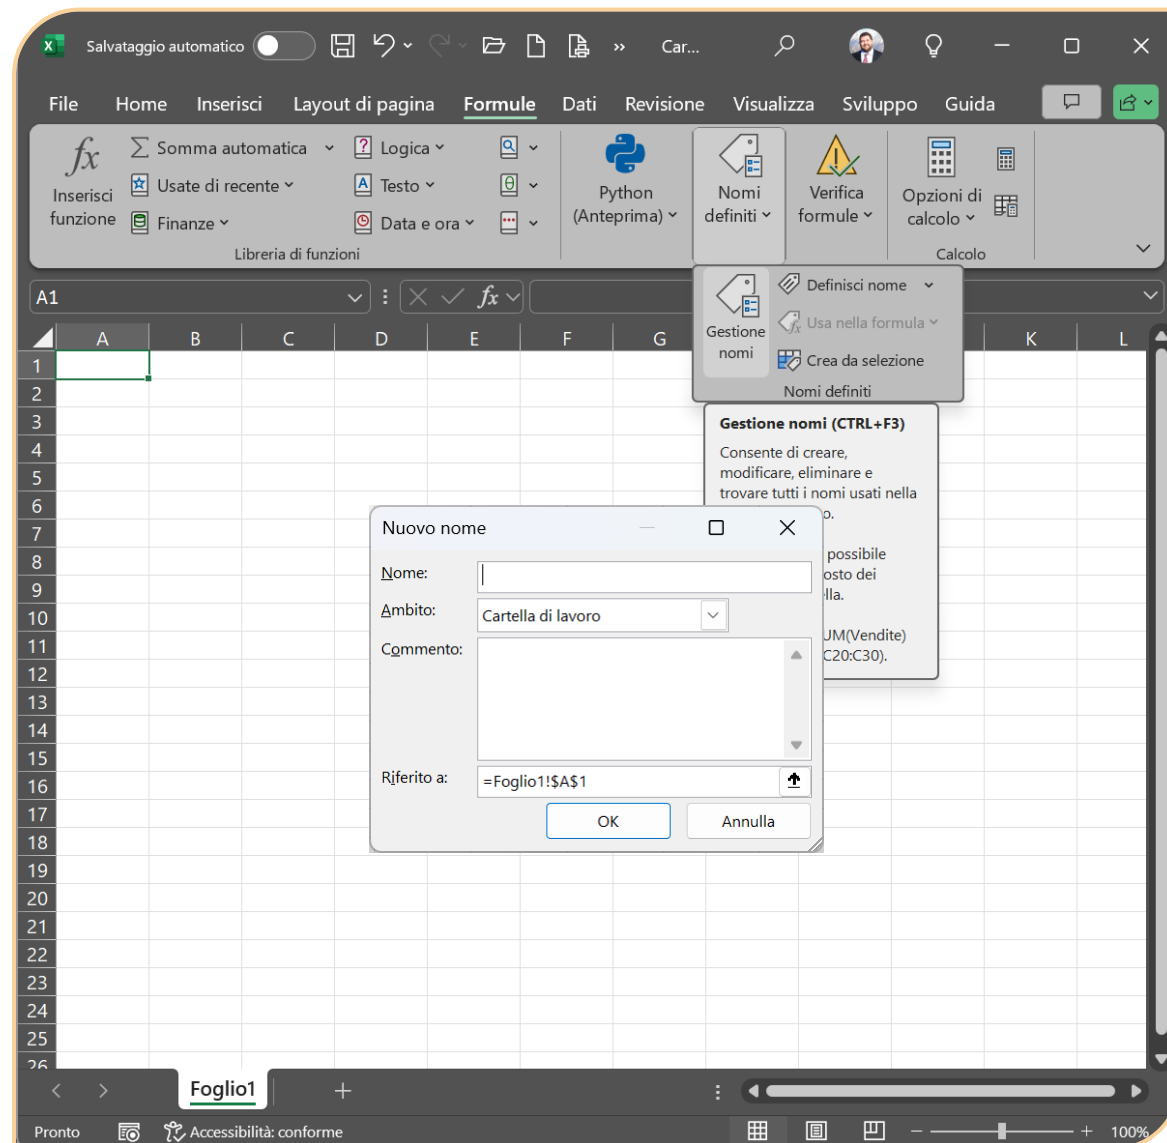 Salvataggio automatico
Car...
File Home Inserisci Layout di pagina Formule Dati Revisione Visualizza Sviluppo Guida
fx
Inserisci
funzione
Somma automatica
Usate di recente
Finanze
Logica
Testo
Data e ora
Libreria di funzioni
Python
(Anteprima)
Nomi
definiti
Verifica
formule
Opzioni di
calcolo
Calcolo
A1
fx
Gestione
nomi
Definisci nome
Usa nella formula
Crea da selezione
Nomi definiti
A B C D E F G K L
1
2
3
4
5
6
7
8
9
10
11
12
13
14
15
16
17
18
19
20
21
22
23
24
25
26
Gestione nomi (CTRL+F3)
Consente di creare,
modificare, eliminare e
trovare tutti i nomi usati nella
o.
possibile
osto dei
lla.
UM(Vendite)
C20:C30).
Nuovo nome
Nome:
Ambito: Cartella di lavoro
Commento:
Riferito a: =Foglio1!$A$1
OK Annulla
Foglio1
Pronto Accessibilità: conforme 100%